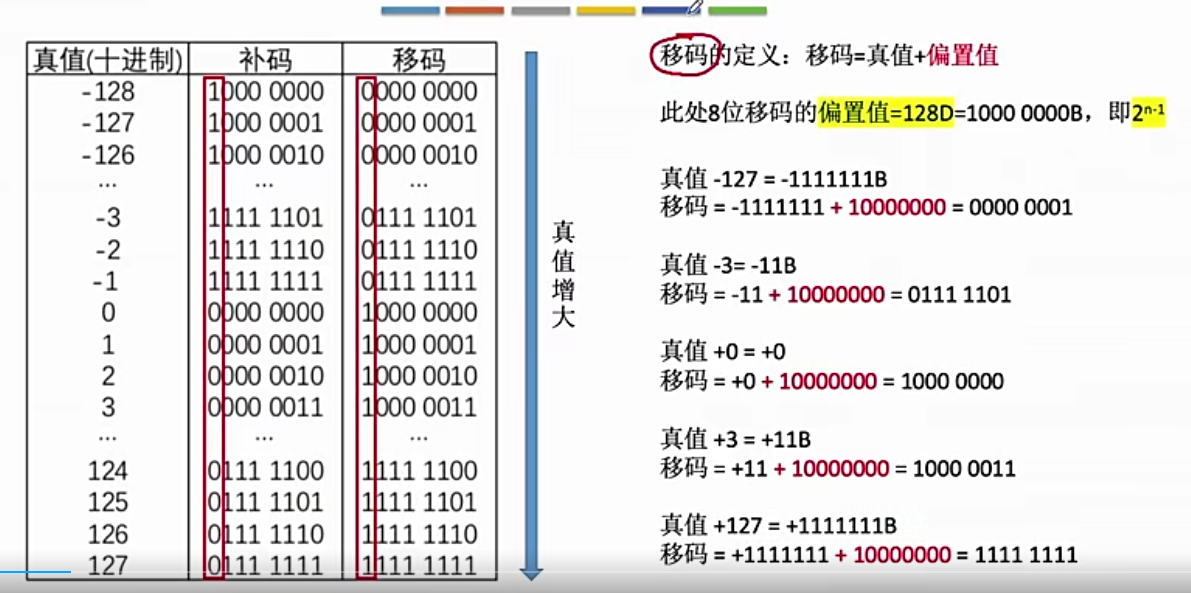 真值(十进制) 补码 移码
-128 1000 0000 0000 0000
-127 1000 0001 0000 0001
-126 1000 0010 0000 0010
... ... ...
-3 1111 1101 0111 1101
-2 1111 1110 0111 1110
-1 1111 1111 0111 1111
0 0000 0000 1000 0000
1 0000 0001 1000 0001
2 0000 0010 1000 0010
3 0000 0011 1000 0011
... ... ...
124 0111 1100 1111 1100
125 0111 1101 1111 1101
126 0111 1110 1111 1110
127 0111 1111 1111 1111
真值增大
移码的定义：移码=真值+偏置值
此处8位移码的偏置值=128D=1000 0000B，即2ⁿ⁻¹
真值 -127 = -1111111B
移码 = -1111111 + 10000000 = 0000 0001
真值 -3= -11B
移码 = -11 + 10000000 = 0111 1101
真值 +0 = +0
移码 = +0 + 10000000 = 1000 0000
真值 +3 = +11B
移码 = +11 + 10000000 = 1000 0011
真值 +127 = +1111111B
移码 = +1111111 + 10000000 = 1111 1111